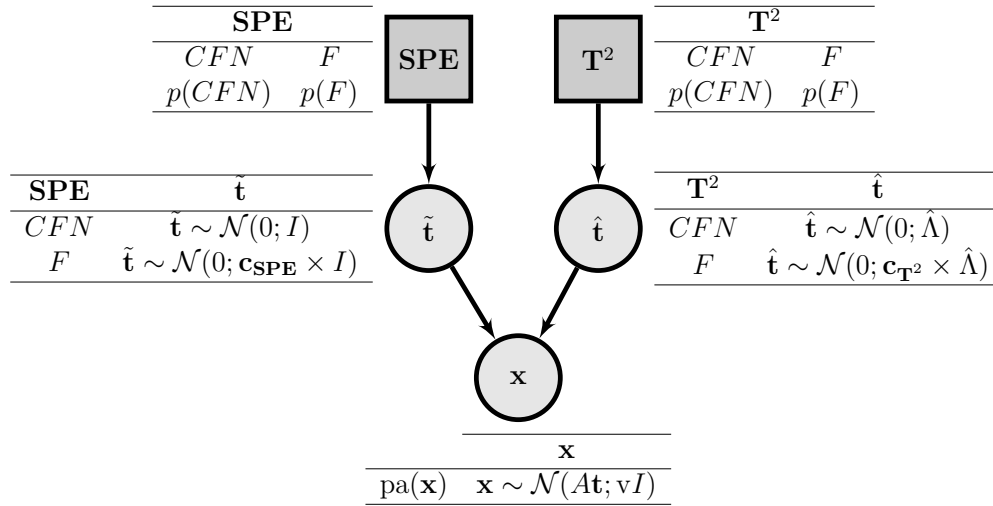 SPE
CFN F
p(CFN) p(F)
SPE
T²
T²
CFN F
p(CFN) p(F)
SPE t̃
CFN t̃ ∼ 𝒩(0; I)
F t̃ ∼ 𝒩(0; c_SPE × I)
t̃
t̂
T² t̂
CFN t̂ ∼ 𝒩(0; Λ̂)
F t̂ ∼ 𝒩(0; c_T² × Λ̂)
x
x
pa(x) x ∼ 𝒩(At; vI)